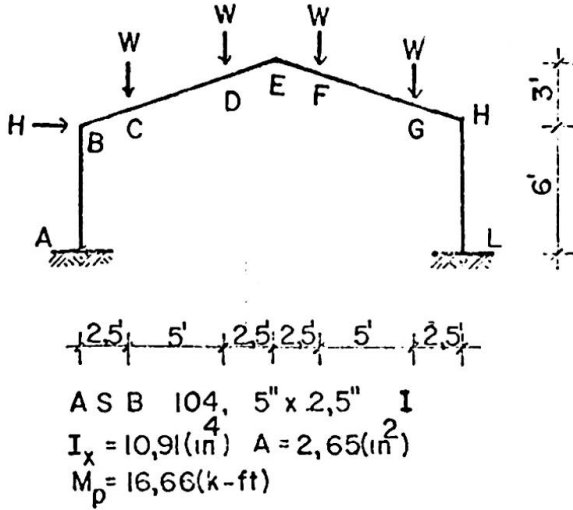 W W
W W
H B C D E F G H
A L
3'
6'
2,5' 5' 2,5' 2,5' 5' 2,5'
A S B 104, 5" x 2,5" I
Ix = 10,91(in⁴) A = 2,65(in²)
Mp = 16,66(k-ft)